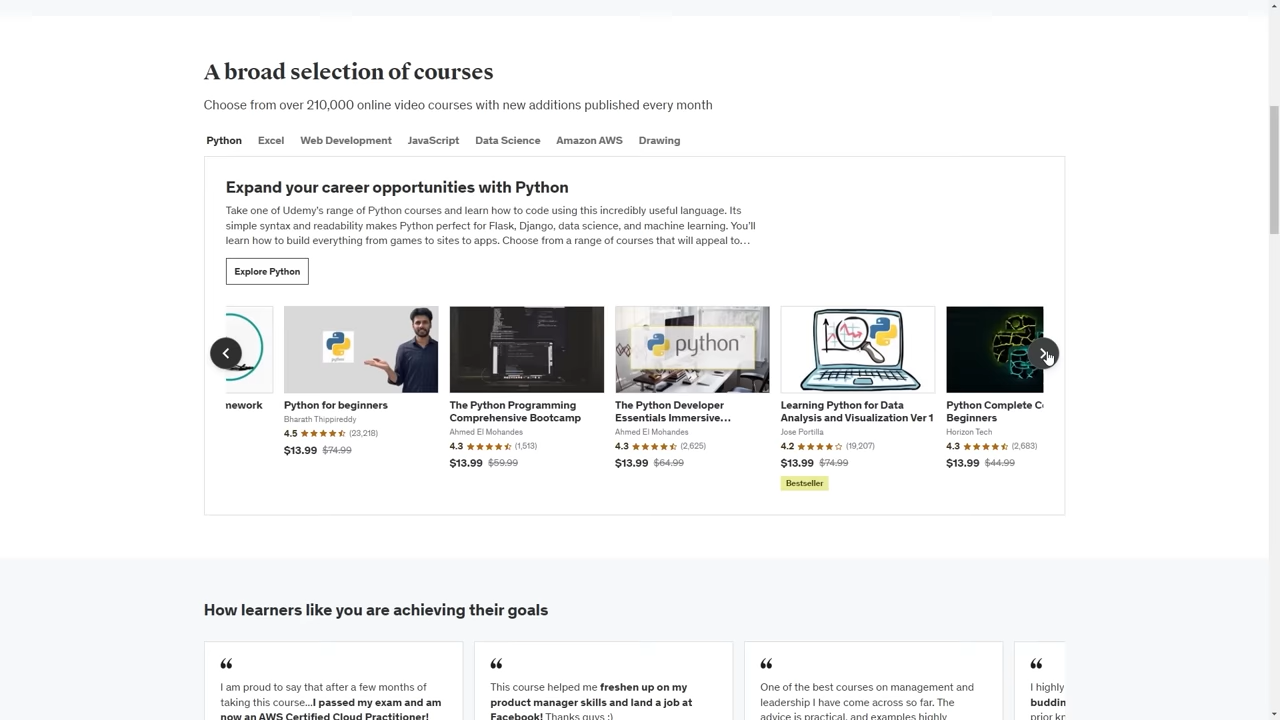 A broad selection of courses
Choose from over 210,000 online video courses with new additions published every month
Python
Excel
Web Development
JavaScript
Data Science
Amazon AWS
Drawing
Expand your career opportunities with Python
Take one of Udemy's range of Python courses and learn how to code using this incredibly useful language. Its
simple syntax and readability makes Python perfect for Flask, Django, data science, and machine learning. You'll
learn how to build everything from games to sites to apps. Choose from a range of courses that will appeal to…
Explore Python
nework
Python for beginners
Bharath Thippireddy
4.5 (23,218)
$13.99 $74.99
The Python Programming
Comprehensive Bootcamp
Ahmed El Mohandes
4.3 (1,513)
$13.99 $59.99
python
The Python Developer
Essentials Immersive…
Ahmed El Mohandes
4.3 (2,625)
$13.99 $64.99
Learning Python for Data
Analysis and Visualization Ver 1
Jose Portilla
4.2 (19,207)
$13.99 $74.99
Bestseller
Python Complete C
Beginners
Horizon Tech
4.3 (2,683)
$13.99 $44.99
How learners like you are achieving their goals
“
I am proud to say that after a few months of
taking this course...I passed my exam and am
now an AWS Certified Cloud Practitioner!
“
This course helped me freshen up on my
product manager skills and land a job at
Facebook! Thanks guys :)
“
One of the best courses on management and
leadership I have come across so far. The
advice is practical, and examples highly
“
I highly
buddin
prior kr